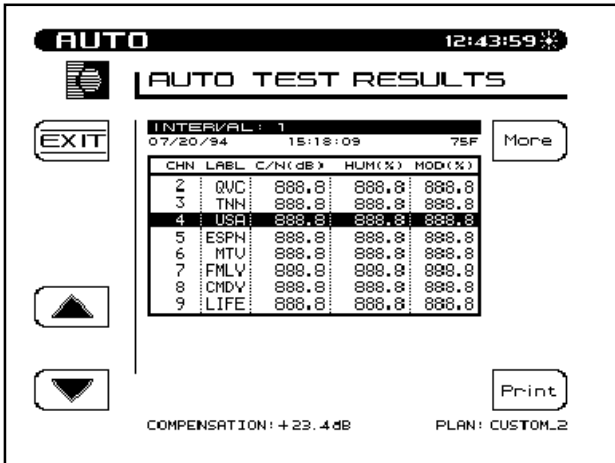 AUTO 12:43:59
AUTO TEST RESULTS
EXIT
INTERVAL: 1
07/20/94 15:18:09 75F
More
CHN LABL C/N(dB) HUM(%) MOD(%)
2 QVC 888.8 888.8 888.8
3 TNN 888.8 888.8 888.8
4 USA 888.8 888.8 888.8
5 ESPN 888.8 888.8 888.8
6 MTV 888.8 888.8 888.8
7 FMLY 888.8 888.8 888.8
8 CMDY 888.8 888.8 888.8
9 LIFE 888.8 888.8 888.8
Print
COMPENSATION:+23.4dB PLAN: CUSTOM_2